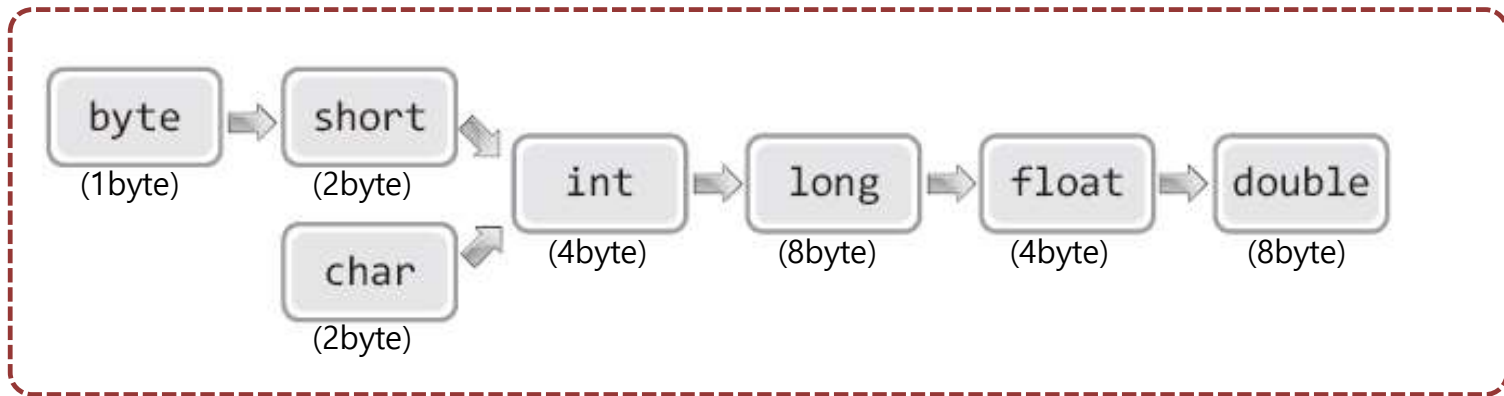 byte
(1byte)
short
(2byte)
char
(2byte)
int
(4byte)
long
(8byte)
float
(4byte)
double
(8byte)